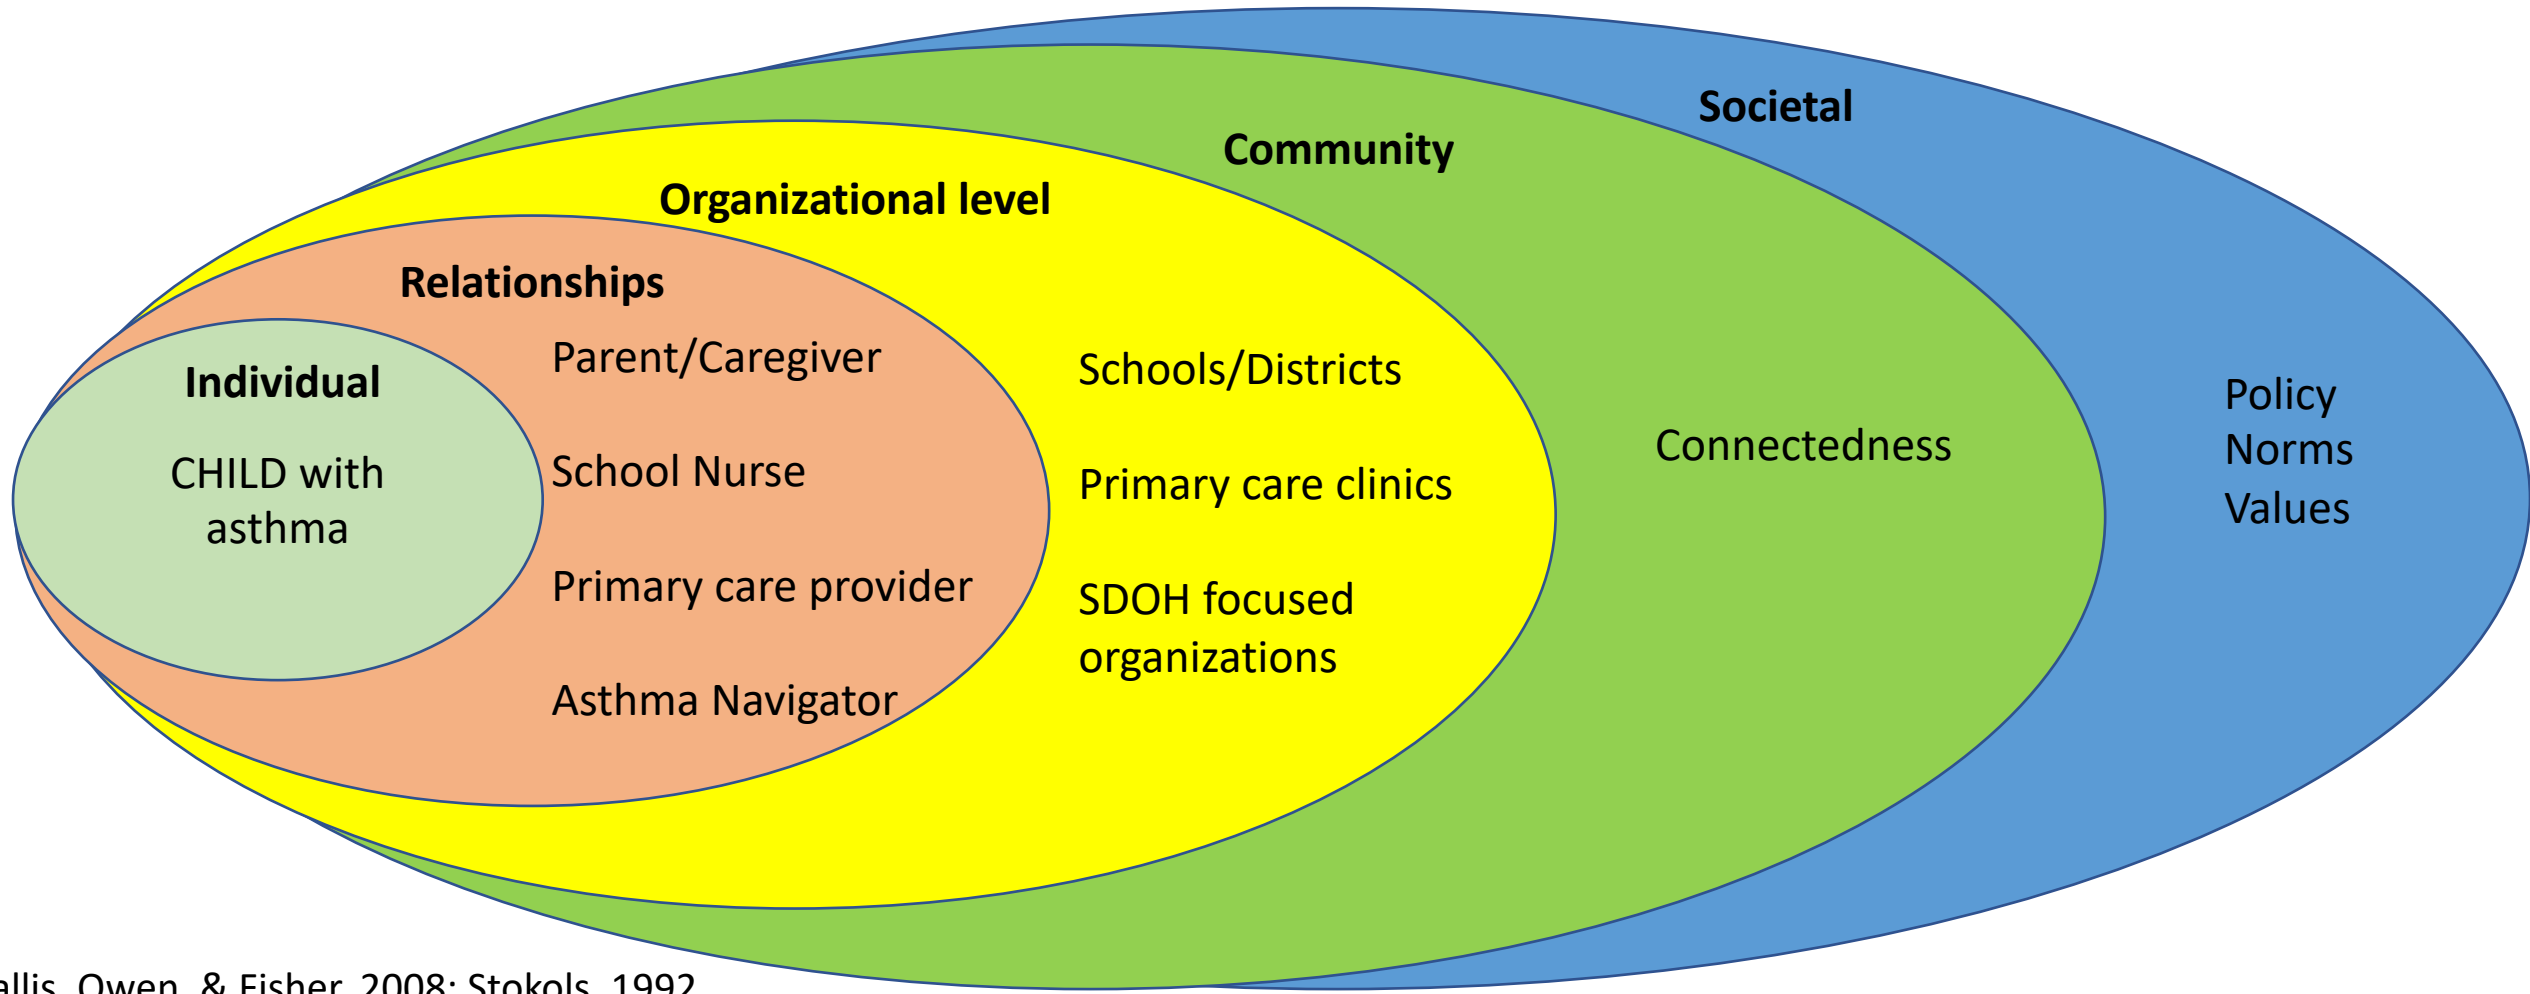 Societal
Community
Organizational level
Relationships
Individual
CHILD with
asthma
Parent/Caregiver
School Nurse
Primary care provider
Asthma Navigator
Schools/Districts
Primary care clinics
SDOH focused
organizations
Connectedness
Policy
Norms
Values
allis, Owen, & Fisher, 2008; Stokols, 1992